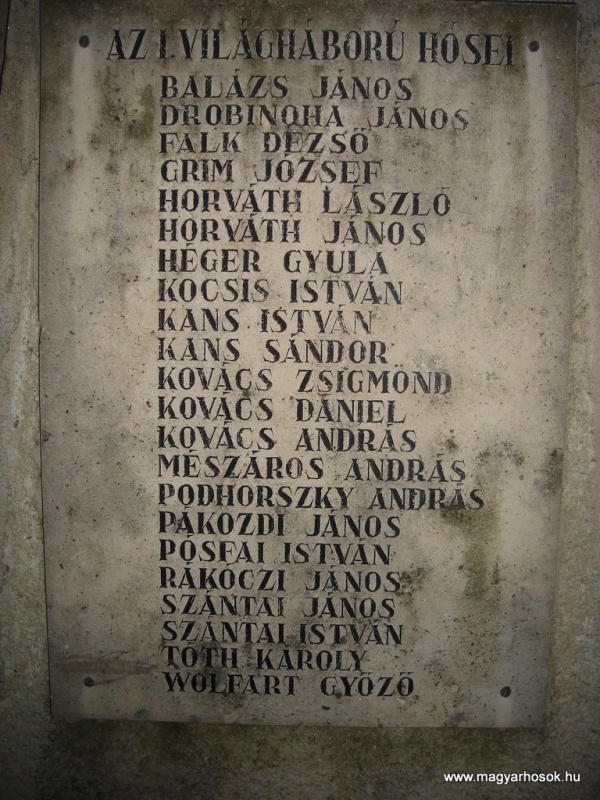 AZ I. VILÁGHÁBORÚ HŐSEI
BALÁZS JÁNOS
DROBINOHA JÁNOS
FALK DEZSŐ
GRIM JÓZSEF
HORVÁTH LÁSZLÓ
HORVÁTH JÁNOS
HÉGER GYULA
KOCSIS ISTVÁN
KANS ISTVÁN
KANS SÁNDOR
KOVÁCS ZSIGMOND
KOVÁCS DÁNIEL
KOVÁCS ANDRÁS
MÉSZÁROS ANDRÁS
PODHORSZKY ANDRÁS
PÁKOZDI JÁNOS
PÓSFAI ISTVÁN
RÁKÓCZI JÁNOS
SZÁNTAI JÁNOS
SZÁNTAI ISTVÁN
TÓTH KÁROLY
WOLFART GYŐZŐ
www.magyarhosok.hu